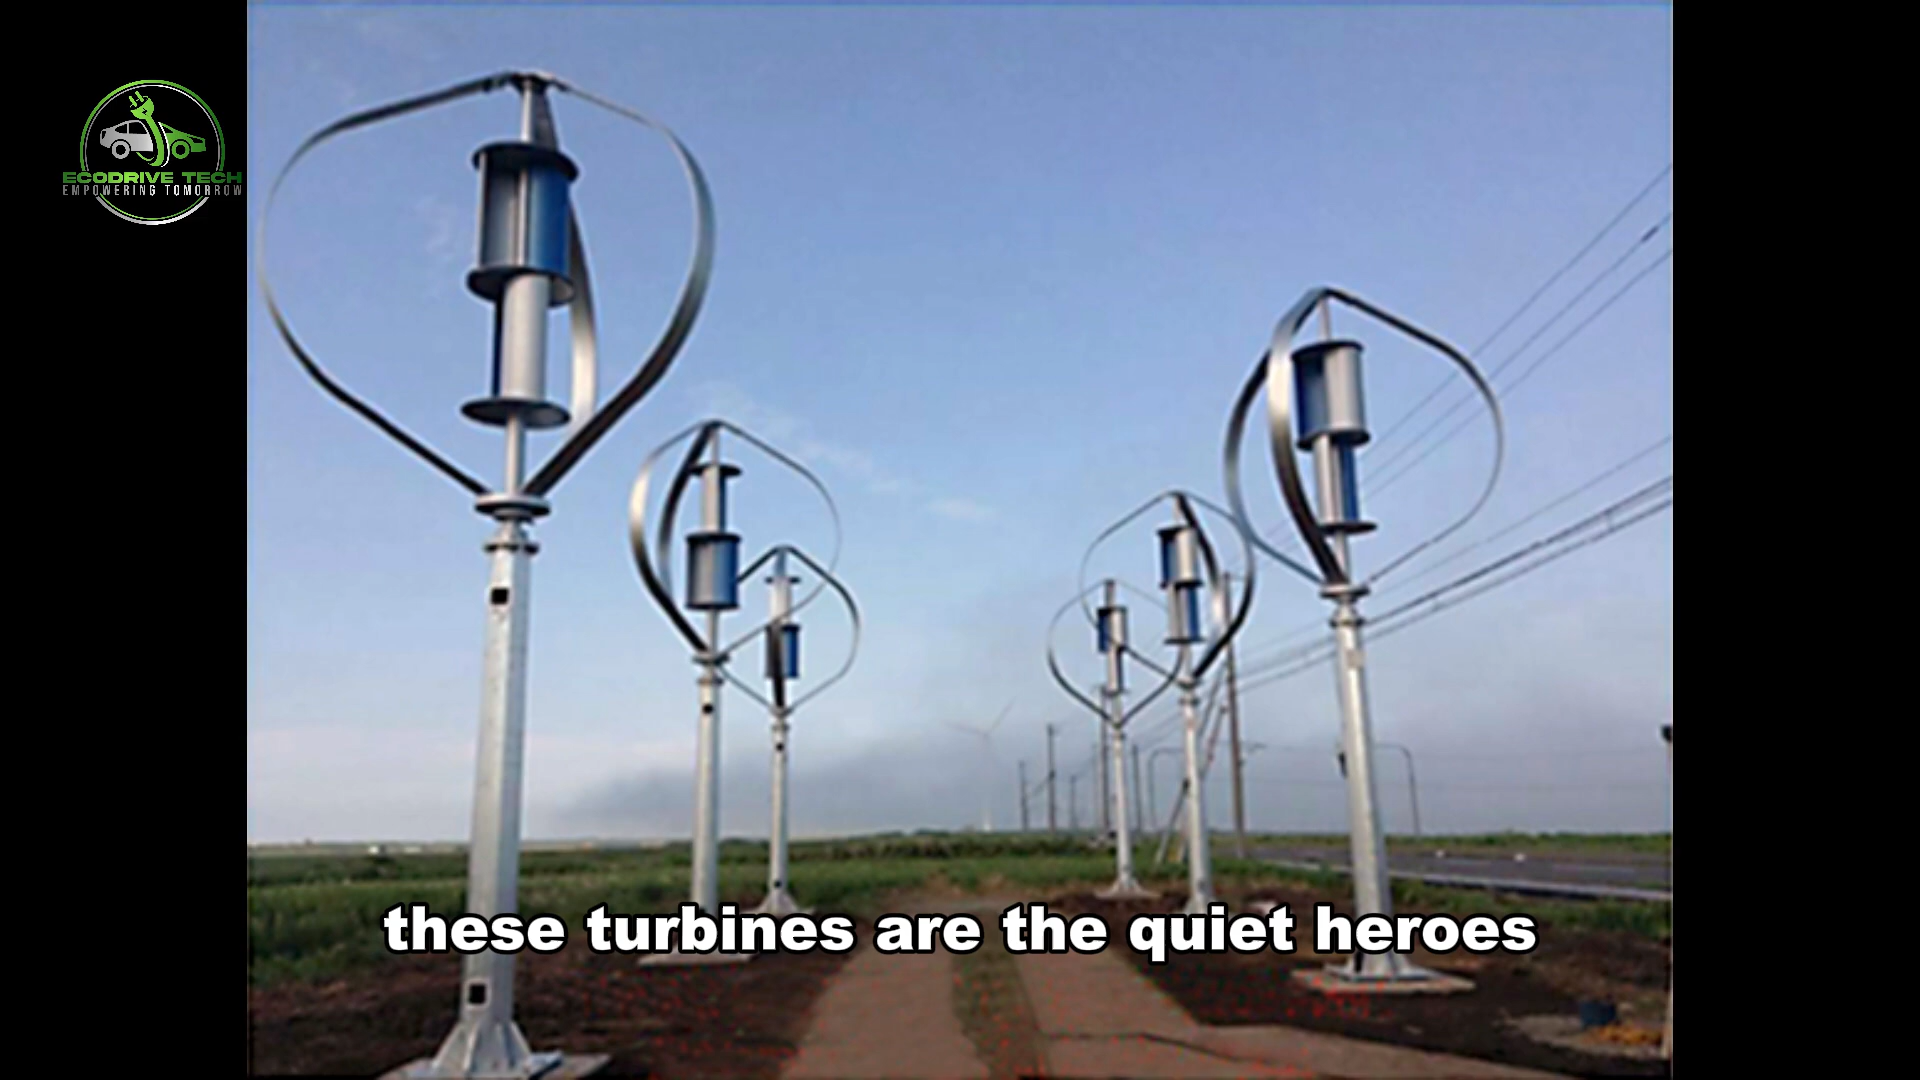 ECODRIVE TECH
EMPOWERING TOMORROW
these turbines are the quiet heroes